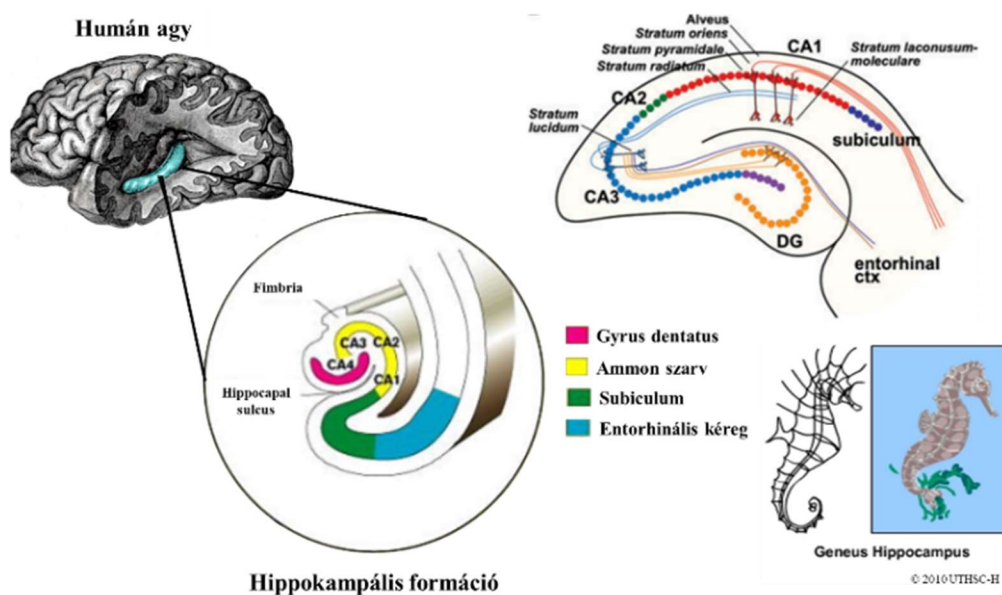 Humán agy
Alveus
Stratum oriens
Stratum pyramidale
Stratum radiatum
CA1
Stratum laconusum-
moleculare
CA2
Stratum
lucidum
subiculum
CA3
DG
entorhinal
ctx
Fimbria
CA3
CA2
CA4
CA1
Hippocapal
sulcus
Gyrus dentatus
Ammon szarv
Subiculum
Entorhinális kéreg
Geneus Hippocampus
© 2010 UTHSC-H
Hippokampális formáció